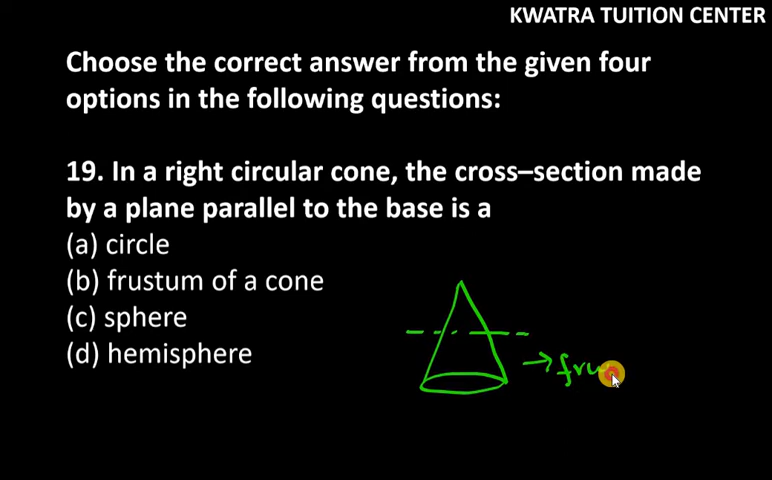 KWATRA TUITION CENTER
Choose the correct answer from the given four
options in the following questions:
19. In a right circular cone, the cross–section made
by a plane parallel to the base is a
(a) circle
(b) frustum of a cone
(c) sphere
(d) hemisphere
→fru